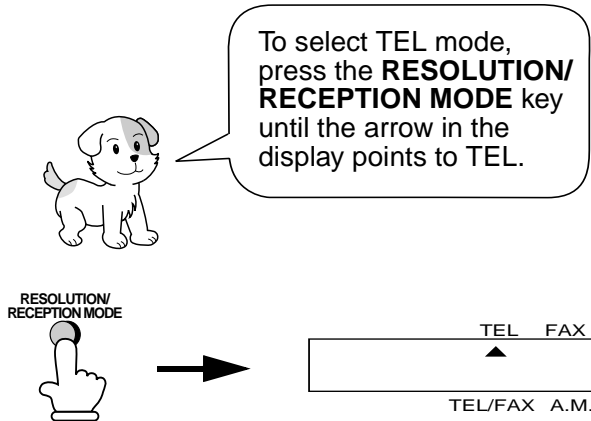 To select TEL mode,
press the RESOLUTION/
RECEPTION MODE key
until the arrow in the
display points to TEL.
RESOLUTION/
RECEPTION MODE
TEL FAX
TEL/FAX A.M.